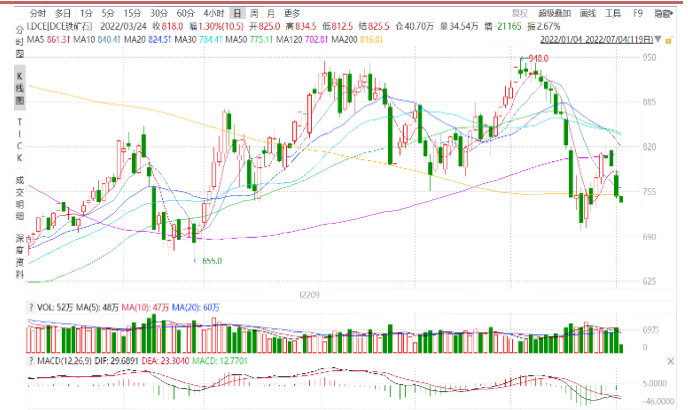 分时 多日 1分 5分 15分 30分 60分 4小时 日 周 月 更多 复权 超级叠加 画线 工具 F9 隐藏
I.DCE[DCE铁矿石] 2022/03/24 收818.0 幅1.30%(10.5) 开825.0 高834.5 低812.5 结825.5 仓40.70万 量34.54万 增-21165 振2.67%
MA5 861.31 MA10 840.41 MA20 824.51 MA30 784.41 MA50 775.11 MA120 782.81 MA200 816.01
2022/01/04-2022/07/04(119日)
分时图
K线图
TICK
成交明细
深度资料
950
885
820
755
690
625
948.0
655.0
I2209
? VOL: 52万 MA(5): 48万 MA(10): 47万 MA(20): 60万
69万
0
? MACD(12,26,9) DIF: 29.6891 DEA: 23.3040 MACD: 12.7701
5.0000
-46.0000